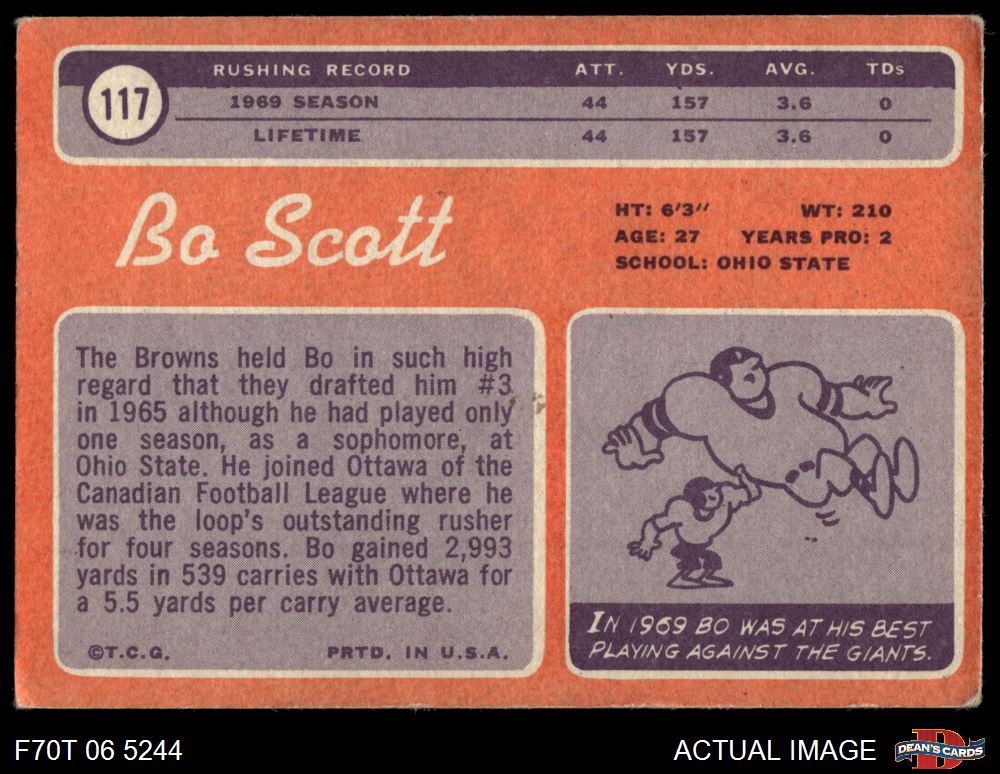 117
RUSHING RECORD ATT. YDS. AVG. TDs
1969 SEASON 44 157 3.6 0
LIFETIME 44 157 3.6 0
Bo Scott
HT: 6'3" WT: 210
AGE: 27 YEARS PRO: 2
SCHOOL: OHIO STATE
The Browns held Bo in such high
regard that they drafted him #3
in 1965 although he had played only
one season, as a sophomore, at
Ohio State. He joined Ottawa of the
Canadian Football League where he
was the loop's outstanding rusher
for four seasons. Bo gained 2,993
yards in 539 carries with Ottawa for
a 5.5 yards per carry average.
©T.C.G. PRTD. IN U.S.A.
IN 1969 BO WAS AT HIS BEST
PLAYING AGAINST THE GIANTS.
F70T 06 5244
ACTUAL IMAGE
D
DEAN'S CARDS